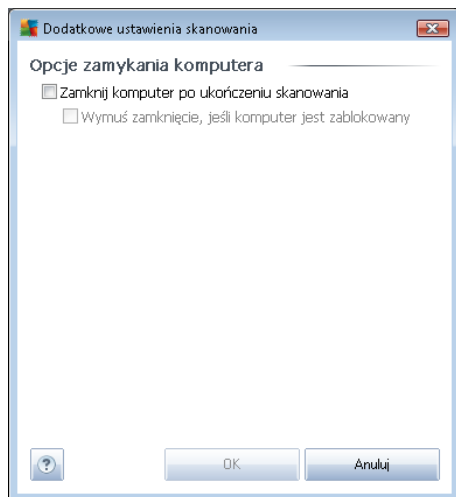 Dodatkowe ustawienia skanowania
Opcje zamykania komputera
Zamknij komputer po ukończeniu skanowania
Wymuś zamknięcie, jeśli komputer jest zablokowany
?
OK
Anuluj